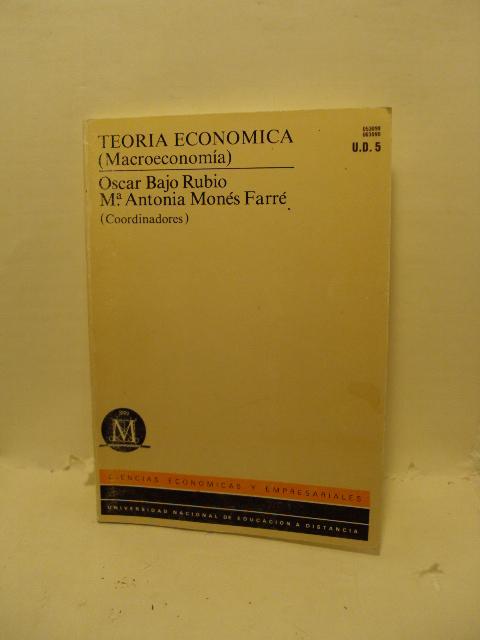 TEORIA ECONOMICA
(Macroeconomía)
Oscar Bajo Rubio
Mª Antonia Monés Farré
(Coordinadores)
U.D. 5
M
CIENCIAS ECONOMICAS Y EMPRESARIALES
UNIVERSIDAD NACIONAL DE EDUCACION A DISTANCIA